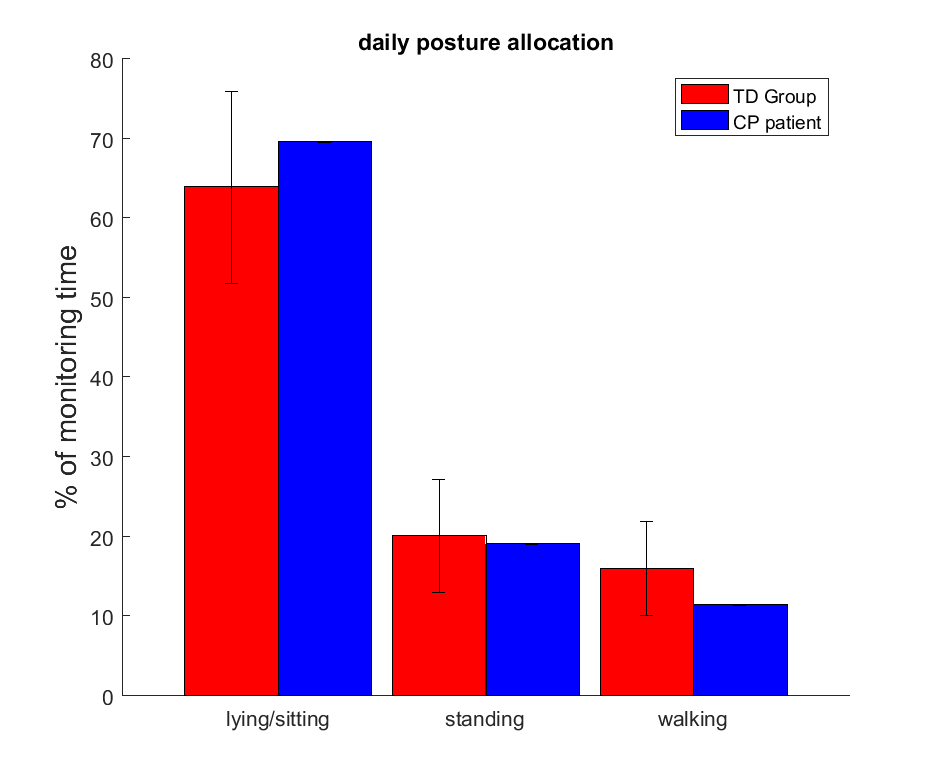 daily posture allocation
TD Group
CP patient
% of monitoring time
80
70
60
50
40
30
20
10
0
lying/sitting
standing
walking